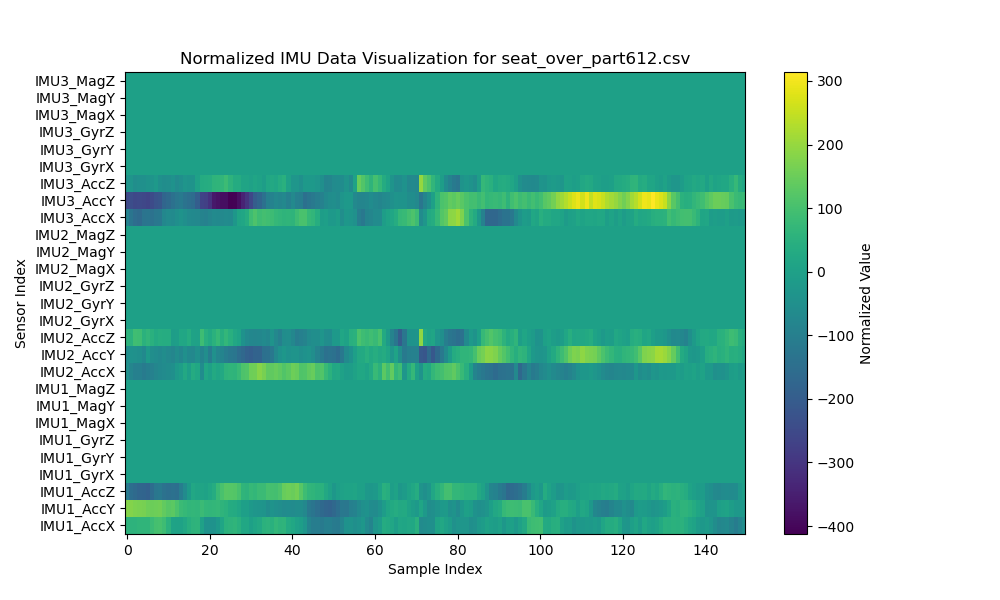 Normalized IMU Data Visualization for seat_over_part612.csv
IMU3_MagZ
IMU3_MagY
IMU3_MagX
IMU3_GyrZ
IMU3_GyrY
IMU3_GyrX
IMU3_AccZ
IMU3_AccY
IMU3_AccX
IMU2_MagZ
IMU2_MagY
IMU2_MagX
IMU2_GyrZ
IMU2_GyrY
IMU2_GyrX
IMU2_AccZ
IMU2_AccY
IMU2_AccX
IMU1_MagZ
IMU1_MagY
IMU1_MagX
IMU1_GyrZ
IMU1_GyrY
IMU1_GyrX
IMU1_AccZ
IMU1_AccY
IMU1_AccX
Sensor Index
0 20 40 60 80 100 120 140
Sample Index
300
200
100
0
−100
−200
−300
−400
Normalized Value